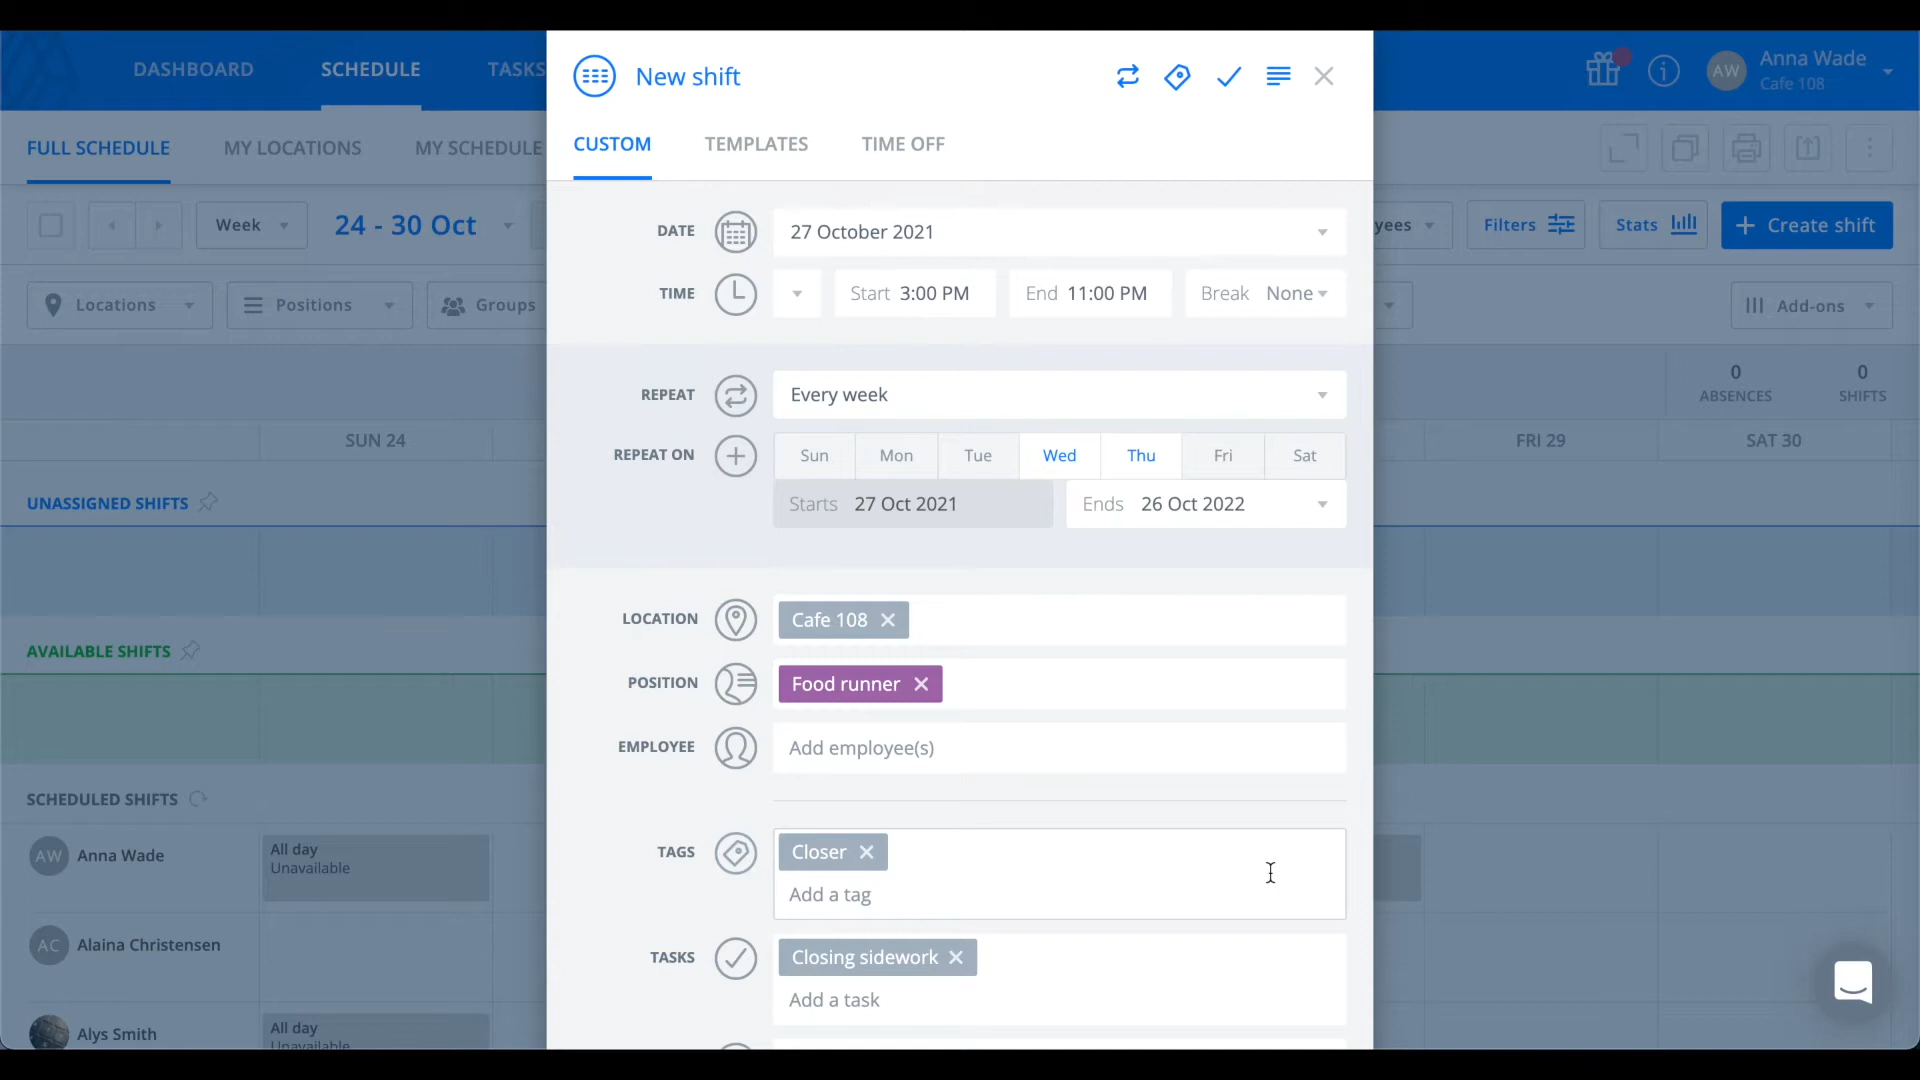 DASHBOARD SCHEDULE TASKS
AW Anna Wade
Cafe 108
New shift
CUSTOM TEMPLATES TIME OFF
FULL SCHEDULE MY LOCATIONS MY SCHEDULE
Week 24 - 30 Oct
Filters Stats + Create shift
Locations Positions Groups
Add-ons
DATE 27 October 2021
TIME Start 3:00 PM End 11:00 PM Break None
REPEAT Every week
REPEAT ON Sun Mon Tue Wed Thu Fri Sat
Starts 27 Oct 2021 Ends 26 Oct 2022
0 ABSENCES
0 SHIFTS
SUN 24 FRI 29 SAT 30
UNASSIGNED SHIFTS
AVAILABLE SHIFTS
SCHEDULED SHIFTS
LOCATION Cafe 108
POSITION Food runner
EMPLOYEE Add employee(s)
TAGS Closer
Add a tag
TASKS Closing sidework
Add a task
AW Anna Wade
All day
Unavailable
AC Alaina Christensen
Alys Smith
All day
Unavailable